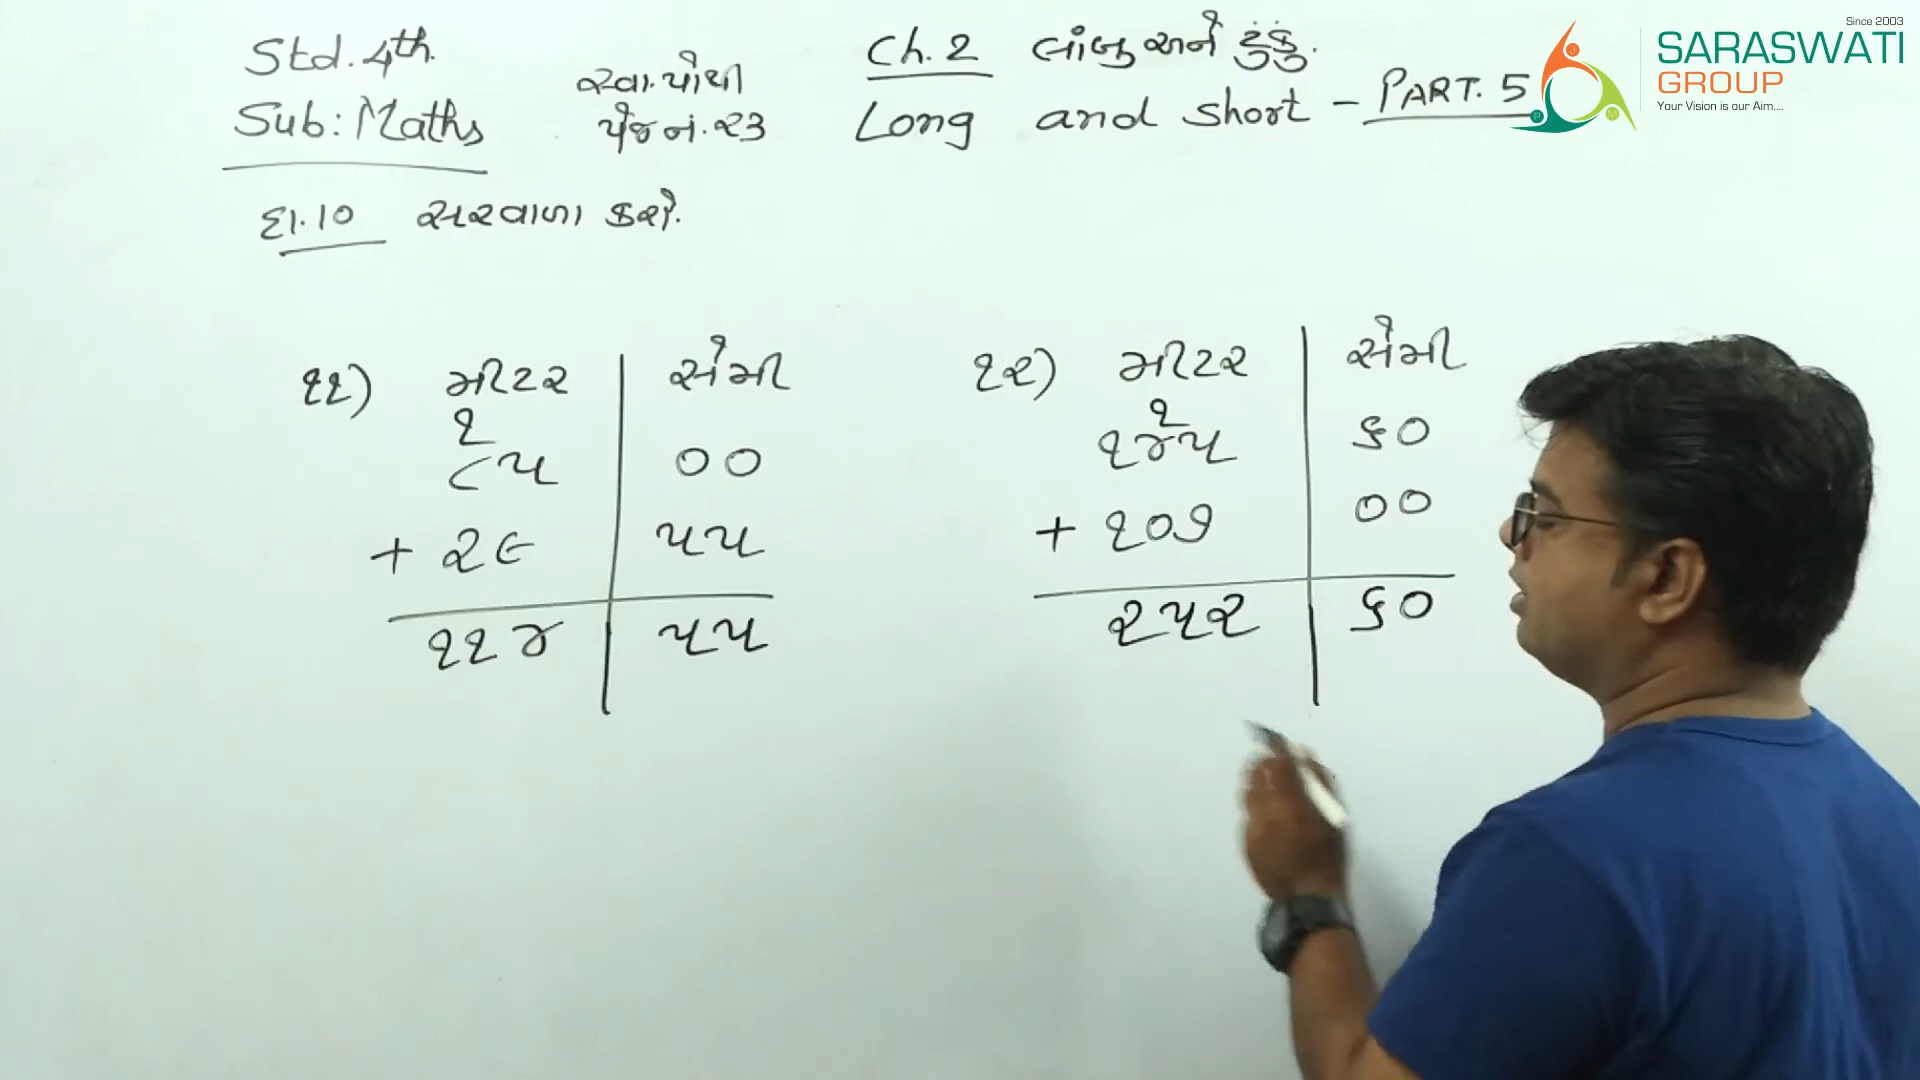 Std. 4th.
Sub: Maths
સ્વા.પોથી
પેજ નં. ૨૩
Ch. 2 લાંબુ અને ટુંકુ.
Long and short - PART. 5
Since 2003
SARASWATI
GROUP
Your Vision is our Aim....
દા.10 સરવાળા કરો.
૧૧) મીટર સેમી
૧
૮૫ ૦૦
+ ૨૯ ૫૫
૧૧૪ ૫૫
૧૨) મીટર સેમી
૧
૧૪૫ ૬૦
+ ૧૦૭ ૦૦
૨૫૨ ૬૦